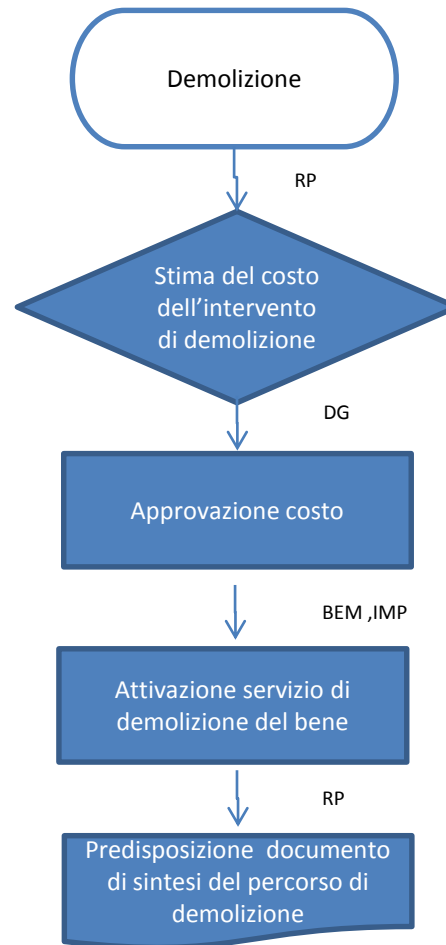 Demolizione
RP
Stima del costo
dell’intervento
di demolizione
DG
Approvazione costo
BEM ,IMP
Attivazione servizio di
demolizione del bene
RP
Predisposizione documento
di sintesi del percorso di
demolizione